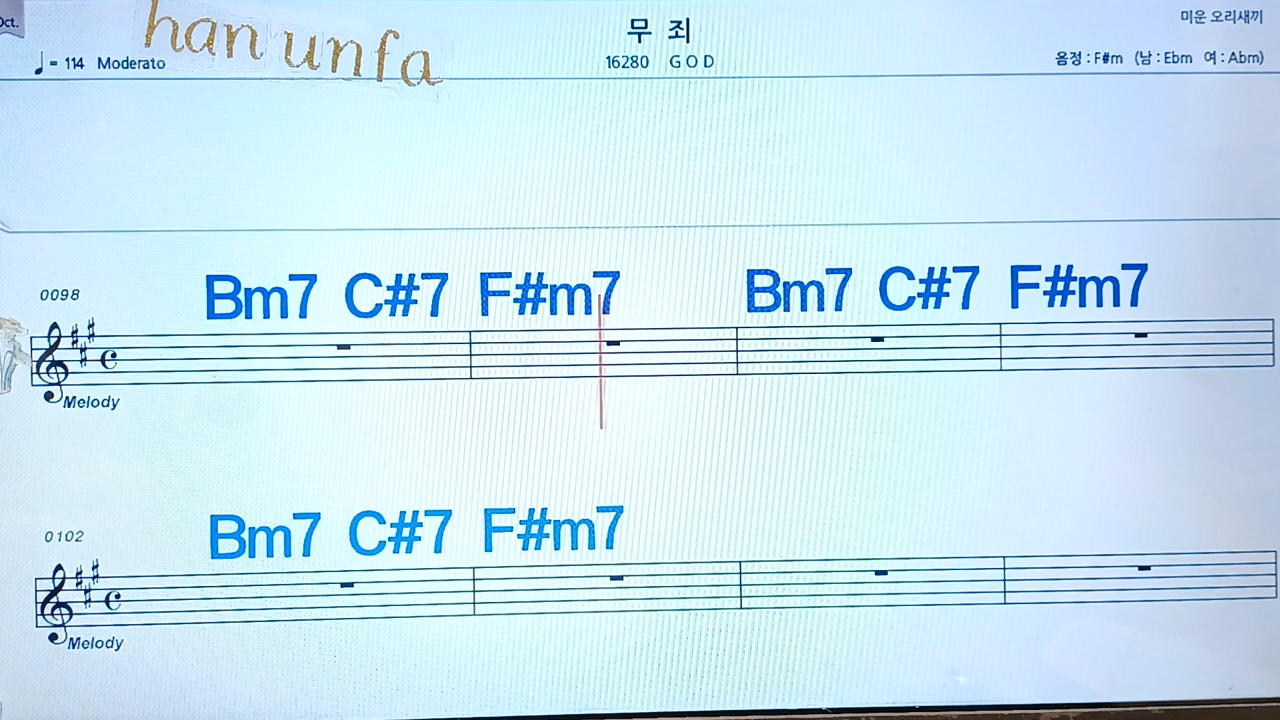 Oct.
han unfa
무 죄
미운 오리새끼
♩= 114 Moderato
16280 G O D
음정 : F#m (남 : Ebm 여 : Abm)
Bm7 C#7 F#m7 Bm7 C#7 F#m7
0098
Melody
Bm7 C#7 F#m7
0102
Melody